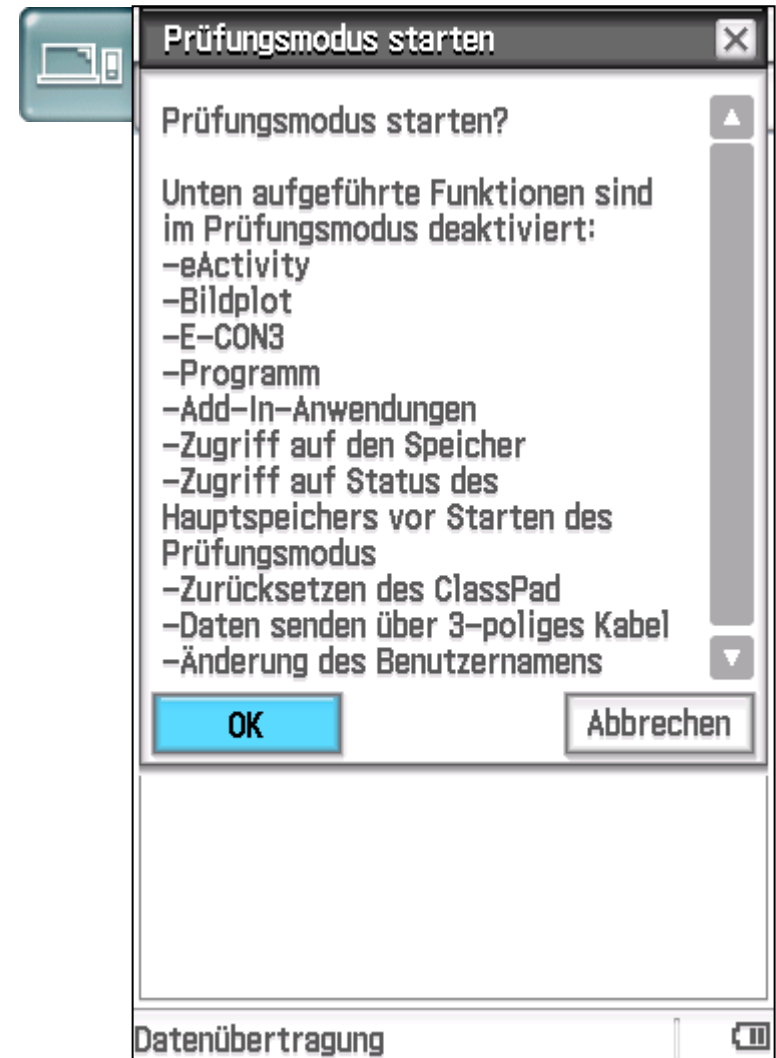 Prüfungsmodus starten
Prüfungsmodus starten?
Unten aufgeführte Funktionen sind
im Prüfungsmodus deaktiviert:
-eActivity
-Bildplot
-E-CON3
-Programm
-Add-In-Anwendungen
-Zugriff auf den Speicher
-Zugriff auf Status des
Hauptspeichers vor Starten des
Prüfungsmodus
-Zurücksetzen des ClassPad
-Daten senden über 3-poliges Kabel
-Änderung des Benutzernamens
OK
Abbrechen
Datenübertragung